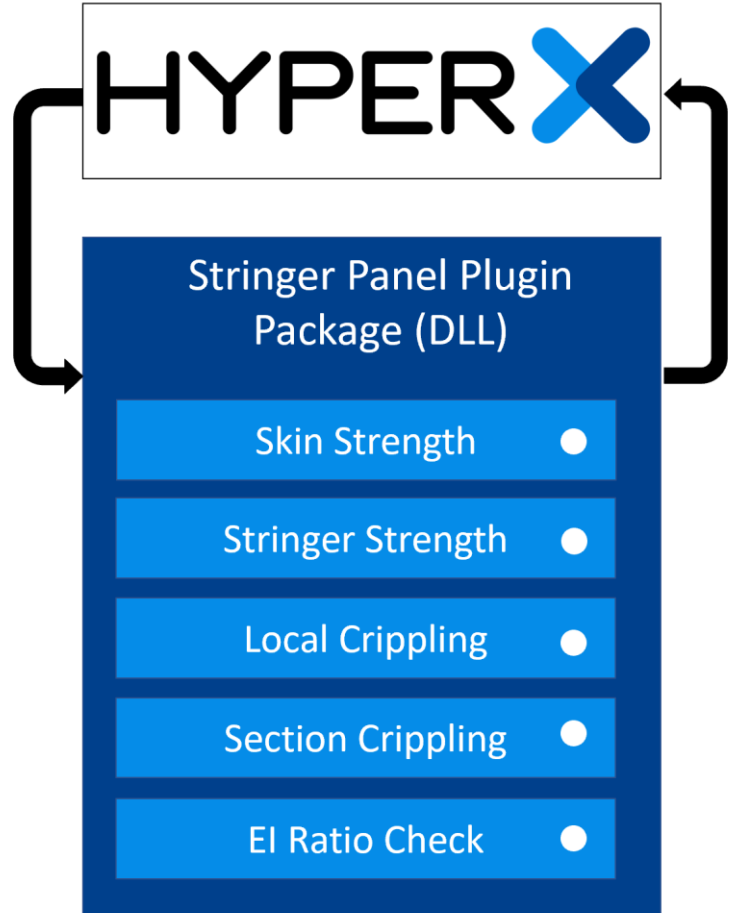 HYPERX
Stringer Panel Plugin
Package (DLL)
Skin Strength
Stringer Strength
Local Crippling
Section Crippling
EI Ratio Check